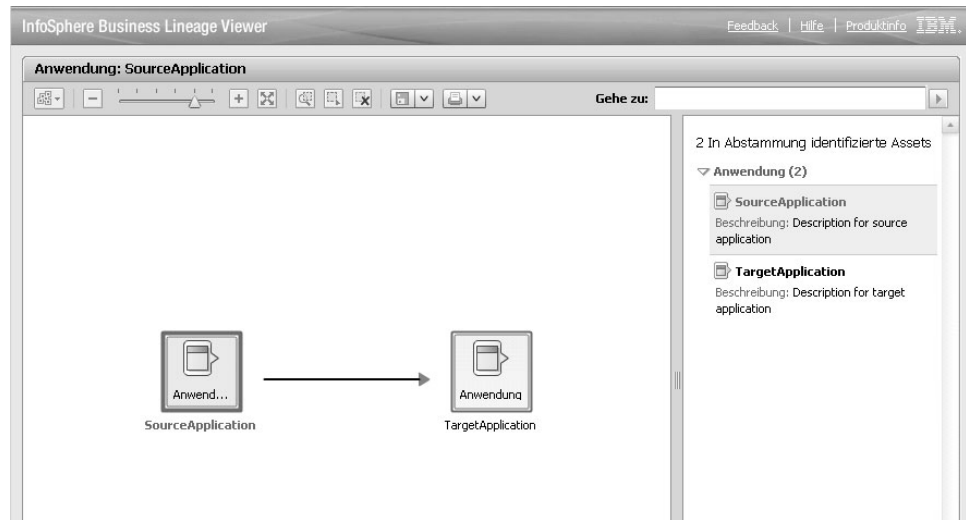 InfoSphere Business Lineage Viewer
Feedback | Hilfe | Produktinfo IBM.
Anwendung: SourceApplication
Gehe zu:
2 In Abstammung identifizierte Assets
Anwendung (2)
SourceApplication
Beschreibung: Description for source
application
TargetApplication
Beschreibung: Description for target
application
Anwend...
SourceApplication
Anwendung
TargetApplication